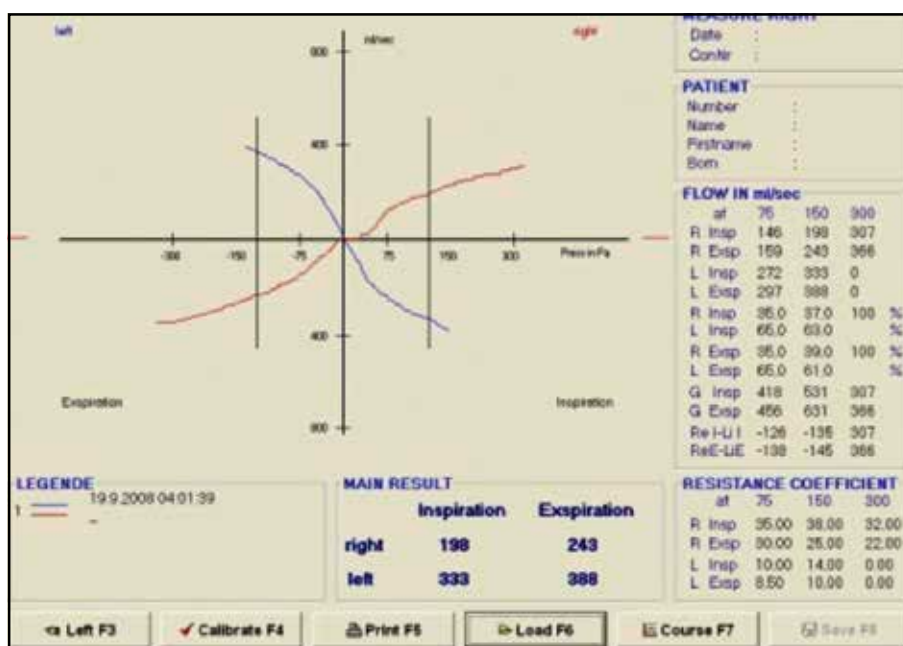 left
ml/sec
right
800
400
-300
-150
-75
75
150
300
Press in Pa
400
Exspiration
Inspiration
800
MEASURE RIGHT
Date :
ConNr :
PATIENT
Number :
Name :
Firstname :
Born :
FLOW IN ml/sec
at 75 150 300
R Insp 146 198 307
R Exsp 159 243 366
L Insp 272 333 0
L Exsp 297 388 0
R Insp 35.0 37.0 100 %
L Insp 65.0 63.0 %
R Exsp 35.0 39.0 100 %
L Exsp 65.0 61.0 %
G Insp 418 531 307
G Exsp 456 631 366
Re I-Li I -126 -135 307
ReE-LiE -138 -145 366
LEGENDE
1 19.9.2008 04:01:39
–
MAIN RESULT
Inspiration Exspiration
right 198 243
left 333 388
RESISTANCE COEFFICIENT
at 75 150 300
R Insp 35.00 38.00 32.00
R Exsp 30.00 25.00 22.00
L Insp 10.00 14.00 0.00
L Exsp 8.50 10.00 0.00
Left F3
Calibrate F4
Print F5
Load F6
Course F7
Save F8